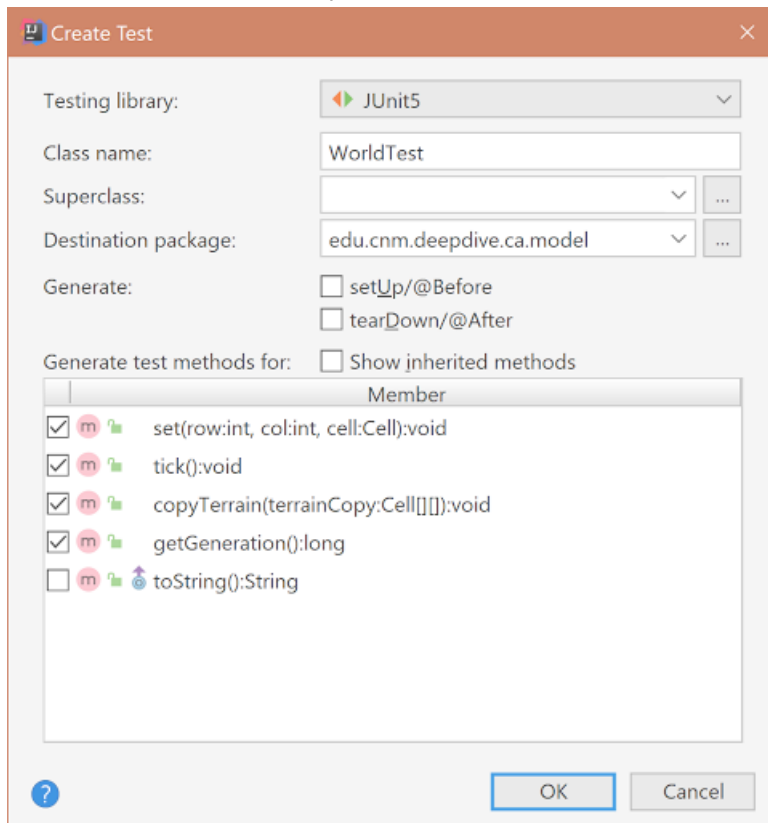 Create Test
Testing library: JUnit5
Class name: WorldTest
Superclass: ...
Destination package: edu.cnm.deepdive.ca.model ...
Generate: setUp/@Before
tearDown/@After
Generate test methods for: Show inherited methods
Member
m set(row:int, col:int, cell:Cell):void
m tick():void
m copyTerrain(terrainCopy:Cell[][]):void
m getGeneration():long
m toString():String
? OK Cancel